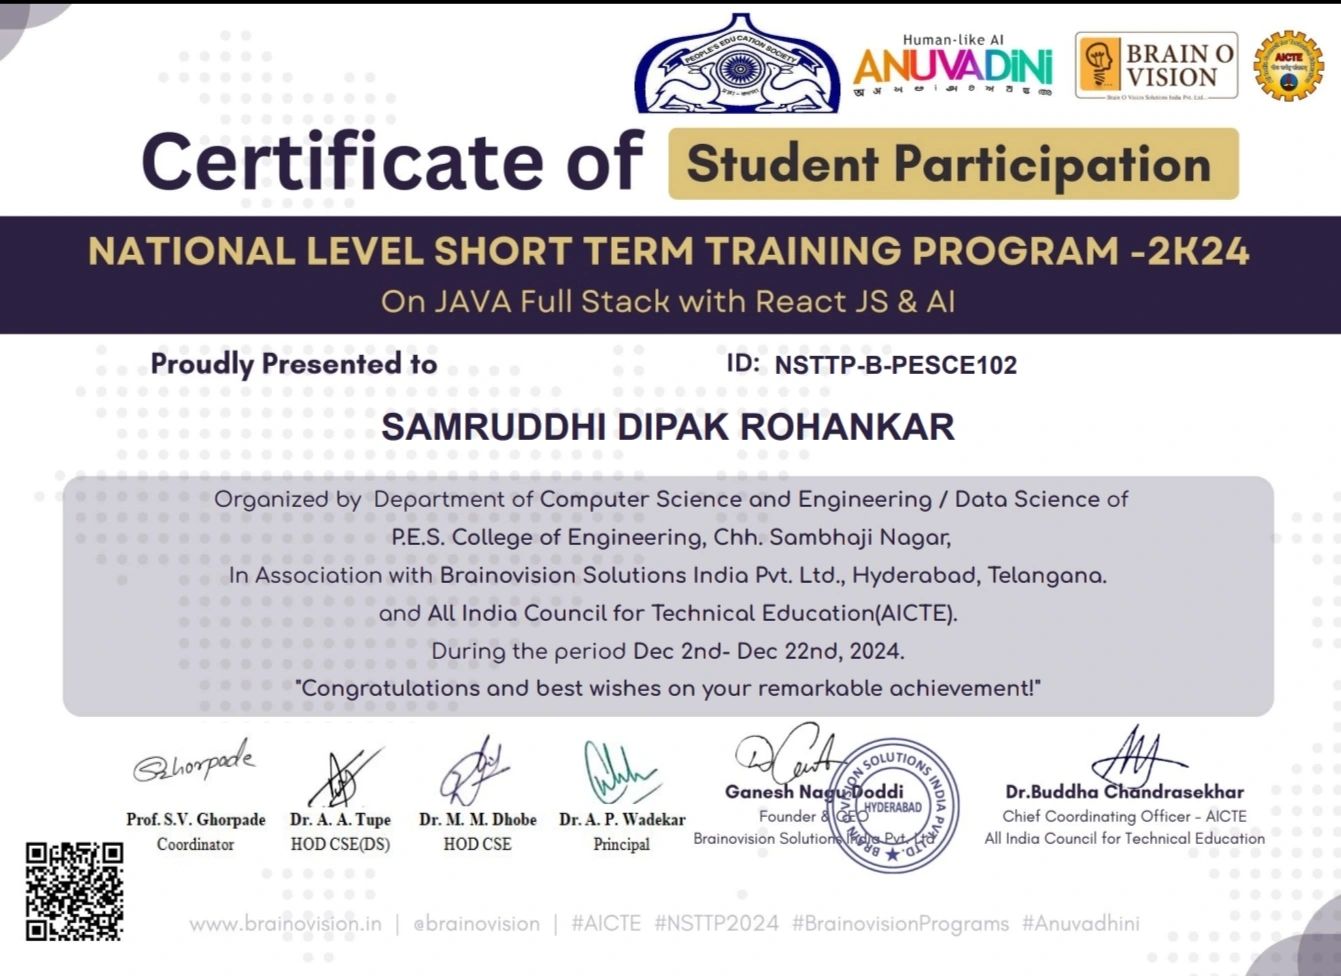 PEOPLE'S EDUCATION SOCIETY
Human-like AI
ANUVADINI
BRAIN O VISION
Brain O Vision Solutions India Pvt. Ltd.
AICTE
Certificate of Student Participation
NATIONAL LEVEL SHORT TERM TRAINING PROGRAM -2K24
On JAVA Full Stack with React JS & AI
Proudly Presented to
ID: NSTTP-B-PESCE102
SAMRUDDHI DIPAK ROHANKAR
Organized by Department of Computer Science and Engineering / Data Science of
P.E.S. College of Engineering, Chh. Sambhaji Nagar,
In Association with Brainovision Solutions India Pvt. Ltd., Hyderabad, Telangana.
and All India Council for Technical Education(AICTE).
During the period Dec 2nd- Dec 22nd, 2024.
"Congratulations and best wishes on your remarkable achievement!"
Ghorpade
Prof. S.V. Ghorpade
Coordinator
Dr. A. A. Tupe
HOD CSE(DS)
Dr. M. M. Dhobe
HOD CSE
Dr. A. P. Wadekar
Principal
Ganesh Nagu Doddi
Founder & CEO
Brainovision Solutions India Pvt. Ltd
BRAIN O VISION SOLUTIONS INDIA PVT. LTD.
HYDERABAD
Dr.Buddha Chandrasekhar
Chief Coordinating Officer - AICTE
All India Council for Technical Education
www.brainovision.in | @brainovision | #AICTE #NSTTP2024 #BrainovisionPrograms #Anuvadhini